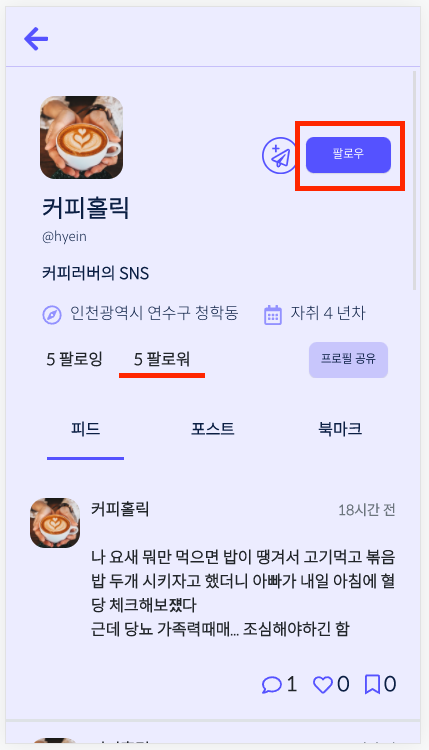 팔로우
커피홀릭
@hyein
커피러버의 SNS
인천광역시 연수구 청학동 자취 4 년차
5 팔로잉 5 팔로워 프로필 공유
피드 포스트 북마크
커피홀릭 18시간 전
나 요새 뭐만 먹으면 밥이 땡겨서 고기먹고 볶음
밥 두개 시키자고 했더니 아빠가 내일 아침에 혈
당 체크해보쟸다
근데 당뇨 가족력때매... 조심해야하긴 함
1 0 0